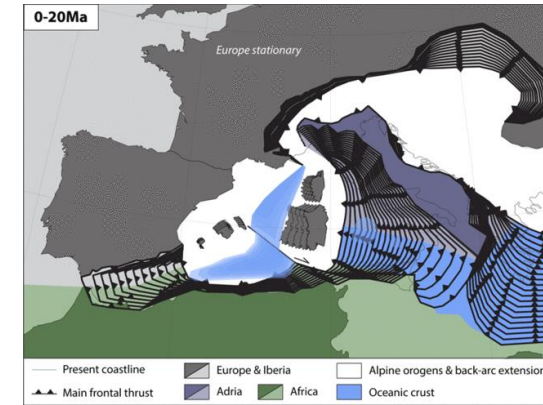 0-20Ma
Europe stationary
Present coastline
Europe & Iberia
Alpine orogens & back-arc extension
Main frontal thrust
Adria
Africa
Oceanic crust